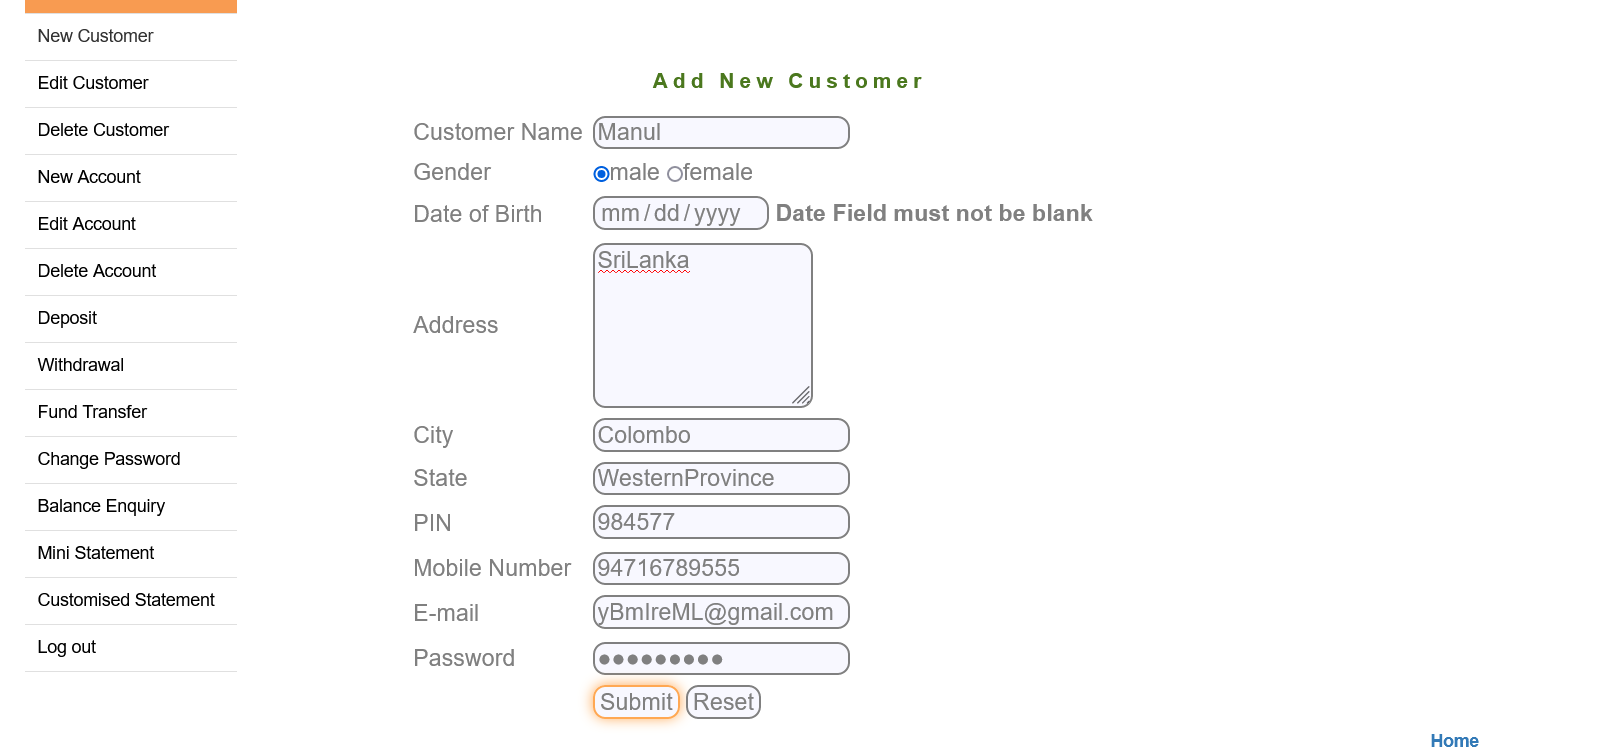 New Customer
Edit Customer
Delete Customer
New Account
Edit Account
Delete Account
Deposit
Withdrawal
Fund Transfer
Change Password
Balance Enquiry
Mini Statement
Customised Statement
Log out
Add New Customer
Customer Name Manul
Gender male female
Date of Birth mm/dd/yyyy Date Field must not be blank
Address SriLanka
City Colombo
State WesternProvince
PIN 984577
Mobile Number 94716789555
E-mail yBmIreML@gmail.com
Password •••••••••
Submit Reset
Home